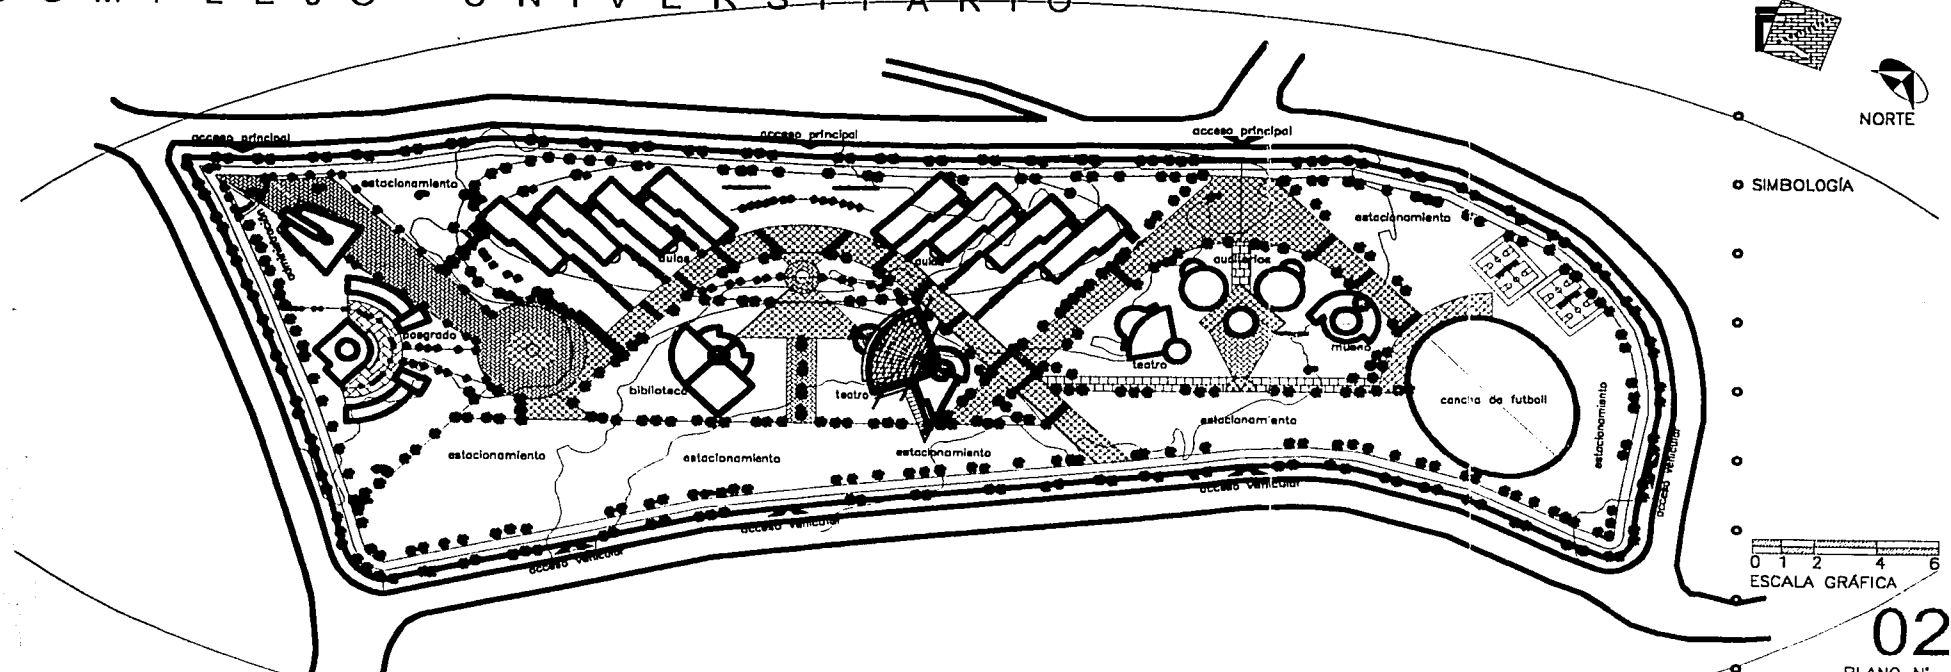 UNIVERSITARIO
NORTE
acceso principal
acceso principal
acceso principal
SIMBOLOGÍA
estacionamiento
estacionamiento
aulas
aulas
auditorios
posgrado
museo
teatro
biblioteca
teatro
cancha de futboll
estacionamiento
estacionamiento
estacionamiento
estacionamiento
estacionamiento
acceso vehicular
acceso vehicular
acceso vehicular
acceso vehicular
0 1 2 4 6
ESCALA GRÁFICA
02
PLANO N°